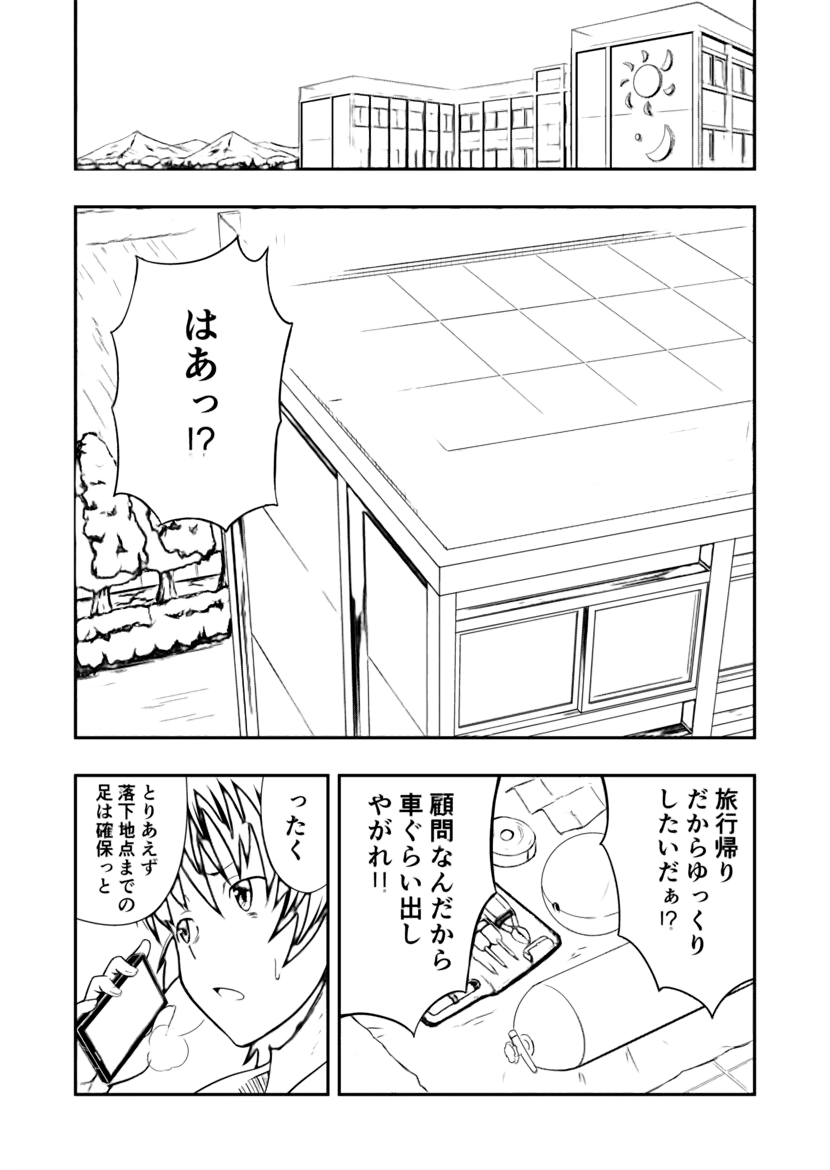 はあっ!?
旅行帰り
だからゆっくり
したいだぁ!?
顧問なんだから
車ぐらい出し
やがれ!!
ったく
とりあえず
落下地点までの
足は確保っと